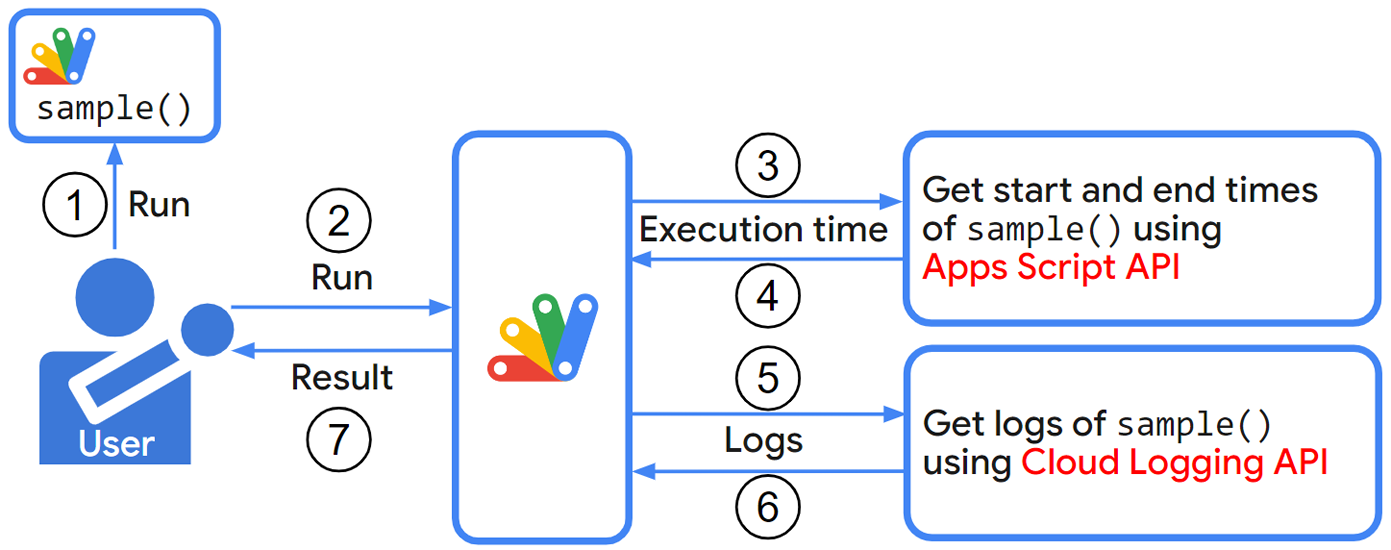 sample()
1
Run
2
Run
User
Result
7
3
Execution time
4
5
Logs
6
Get start and end times
of sample() using
Apps Script API
Get logs of sample()
using Cloud Logging API